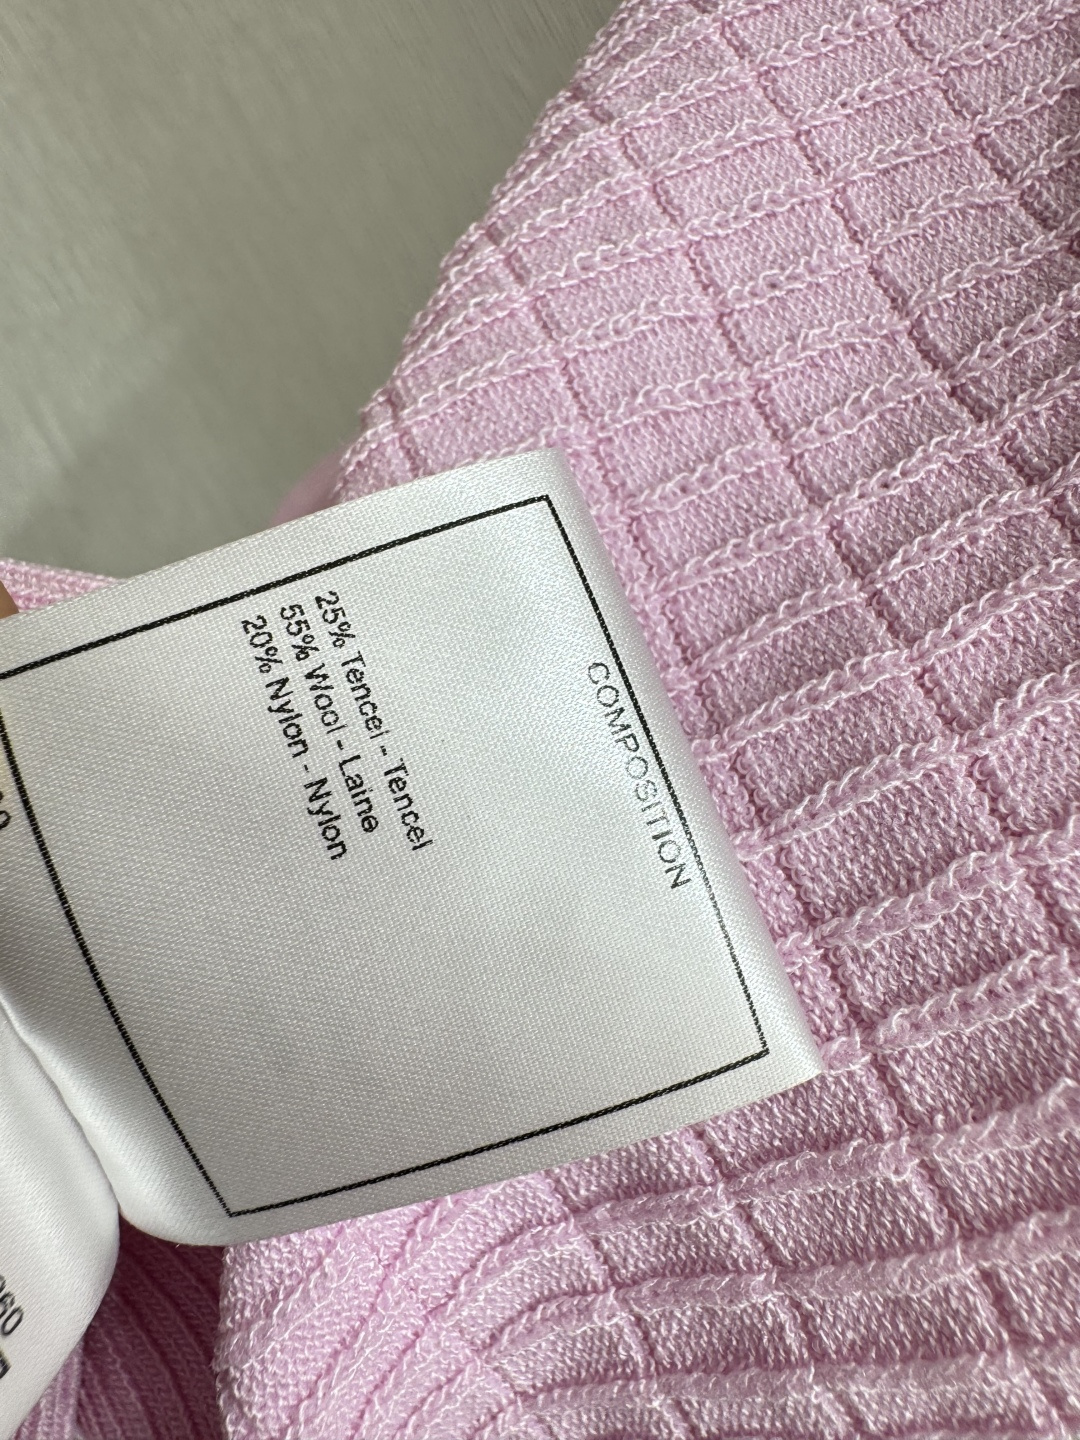 COMPOSITION
25% Tencel - Tencel
55% Wool - Laine
20% Nylon - Nylon